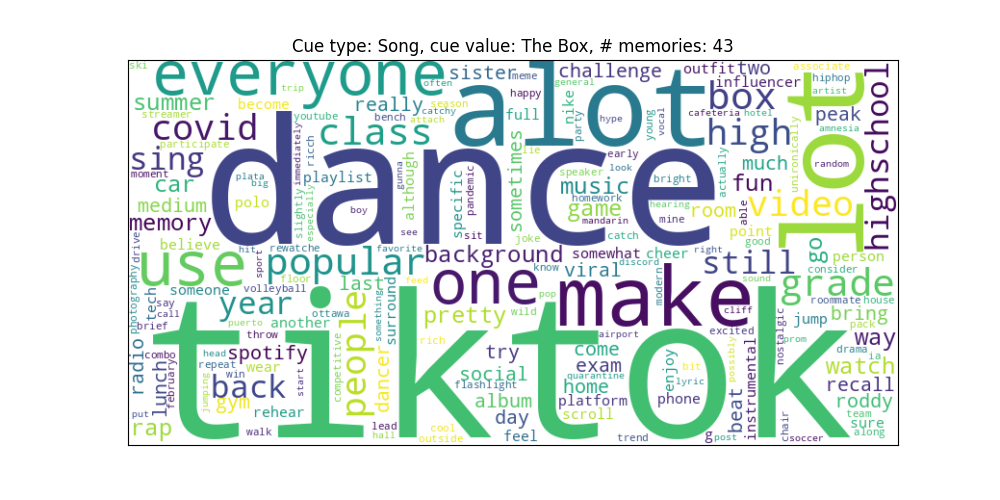 Cue type: Song, cue value: The Box, # memories: 43
ski
everyone
trip
often
sister
meme
happy
alot
general
challenge
nike
party
outfit
two
influencer
associate
hiphop
artist
lot
highschool
streamer
summer
become
really
season
catchy
youtube
bench
attach
full
hype
young
vocal
box
cafeteria
hotel
peak
amnesia
covid
participate
class
high
sing
moment
immediately
ricch
dance
although
gunna
pandemic
specific
sometimes
lie
early
look
speaker
homework
bright
actually
much
unironically
random
car
plata
big
playlist
music
fun
medium
polo
slightly
especially
boy
see
sit
game
mandarin
hearing
mine
room
able
video
memory
joke
catch
point
good
go
person
believe
hit
rewatche
favorite
background
somewhat
cheer
right
drive
use
sport
popular
know
viral
discord
modern
still
consider
photography
tech
someone
volleyball
floor
last
surround
feed
one
pop
make
sound
grade
roommate
house
say
call
year
ottawa
people
something
pretty
wild
cliff
excited
jump
bring
pack
brief
another
puerto
throw
tiktok
rich
airport
possibly
nostalgic
prom
drama
way
radio
combo
lunch
february
head
repeat
spotify
wear
win
start
competitive
dancer
try
come
exam
quarantine
enjoy
bit
lyric
ia
watch
back
jumping
social
flashlight
home
platform
phone
beat
instrumental
recall
roddy
put
rap
gym
rehear
album
scroll
day
team
sure
along
walk
lead
hall
cool
outside
feel
trend
g
post
chair
soccer